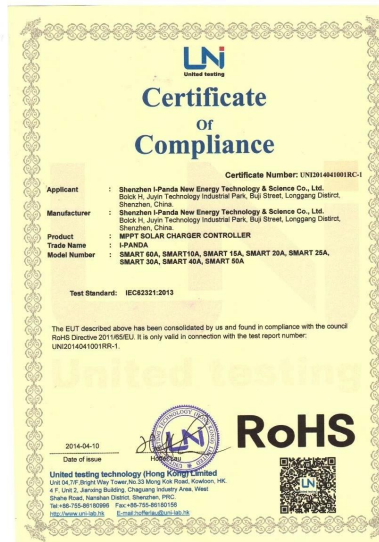 UNi
United testing
Certificate
Of
Compliance
Certificate Number: UNI2014041001RC-1
Applicant : Shenzhen I-Panda New Energy Technology & Science Co., Ltd.
Bolck H, Juyin Technology Industrial Park, Buji Street, Longgang Distirct,
Shenzhen, China.
Manufacturer : Shenzhen I-Panda New Energy Technology & Science Co., Ltd.
Bolck H, Juyin Technology Industrial Park, Buji Street, Longgang Distirct,
Shenzhen, China.
Product : MPPT SOLAR CHARGER CONTROLLER
Trade Name : I-PANDA
Model Number : SMART 60A, SMART10A, SMART 15A, SMART 20A, SMART 25A,
SMART 30A, SMART 40A, SMART 50A
Test Standard: IEC62321:2013
The EUT described above has been consolidated by us and found in compliance with the council
RoHS Directive 2011/65/EU. It is only valid in connection with the test report number:
UNI2014041001RR-1.
United testing
2014-04-10
Date of issue
UNi
RoHS
United testing technology (Hong Kong) Limited
Unit 04,7/F,Bright Way Tower,No.33 Mong Kok Road, Kowloon, HK.
4 F, Unit 2, Jianxing Building, Chaguang Industry Area, West
Shahe Road, Nanshan District, Shenzhen, PRC.
Tel:+86-755-86180996 Fax:+86-755-86180156
http://www.uni-lab.hk E-mail:hofferlau@uni-lab.hk
UNi